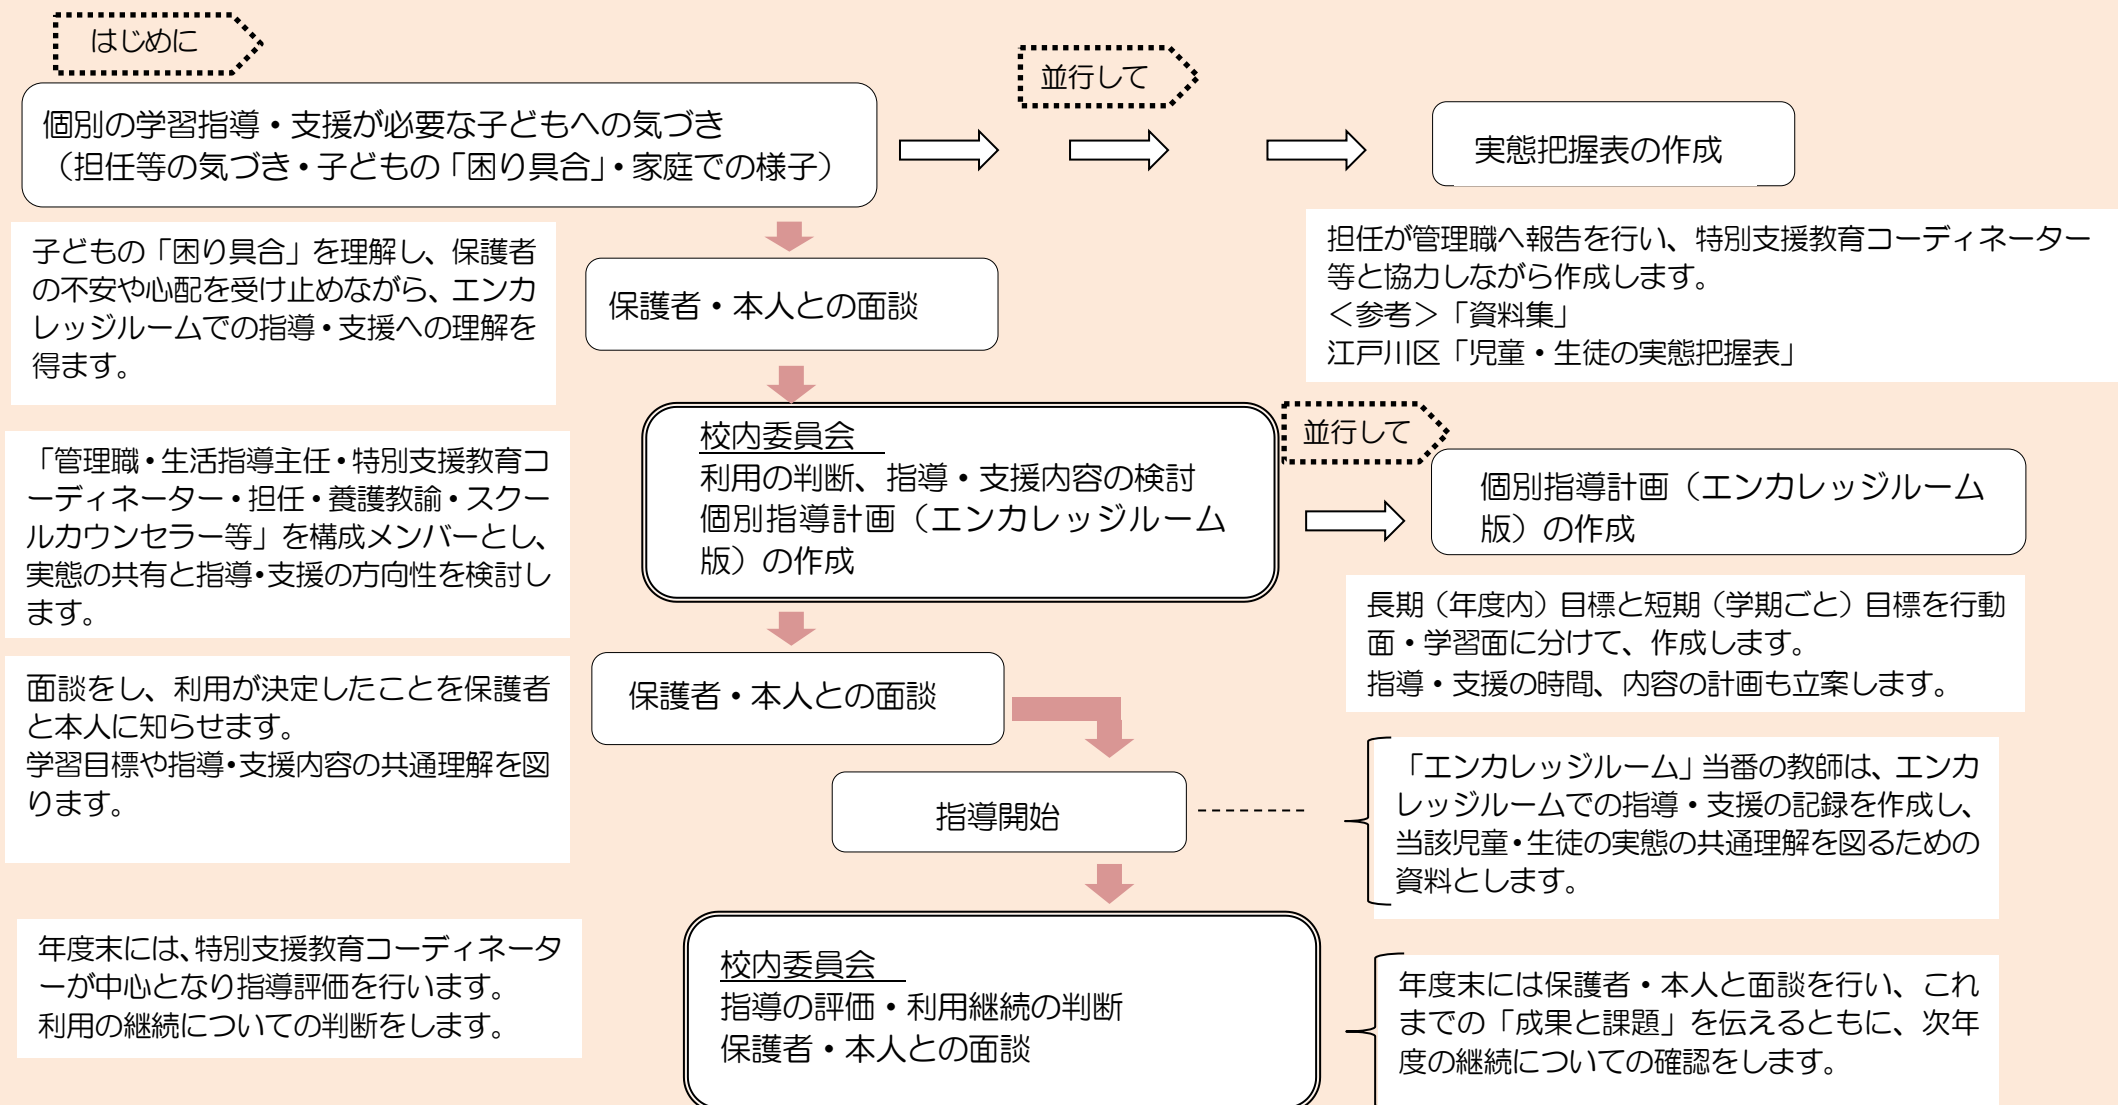 はじめに
並行して
個別の学習指導・支援が必要な子どもへの気づき
（担任等の気づき・子どもの「困り具合」・家庭での様子）
実態把握表の作成
子どもの「困り具合」を理解し、保護者
の不安や心配を受け止めながら、エンカ
レッジルームでの指導・支援への理解を
得ます。
保護者・本人との面談
担任が管理職へ報告を行い、特別支援教育コーディネーター
等と協力しながら作成します。
＜参考＞「資料集」
江戸川区「児童・生徒の実態把握表」
「管理職・生活指導主任・特別支援教育コ
ーディネーター・担任・養護教諭・スクー
ルカウンセラー等」を構成メンバーとし、
実態の共有と指導・支援の方向性を検討し
ます。
校内委員会
利用の判断、指導・支援内容の検討
個別指導計画（エンカレッジルーム
版）の作成
並行して
個別指導計画（エンカレッジルーム
版）の作成
長期（年度内）目標と短期（学期ごと）目標を行動
面・学習面に分けて、作成します。
指導・支援の時間、内容の計画も立案します。
面談をし、利用が決定したことを保護者
と本人に知らせます。
学習目標や指導・支援内容の共通理解を図
ります。
保護者・本人との面談
指導開始
「エンカレッジルーム」当番の教師は、エンカ
レッジルームでの指導・支援の記録を作成し、
当該児童・生徒の実態の共通理解を図るための
資料とします。
年度末には、特別支援教育コーディネータ
ーが中心となり指導評価を行います。
利用の継続についての判断をします。
校内委員会
指導の評価・利用継続の判断
保護者・本人との面談
年度末には保護者・本人と面談を行い、これ
までの「成果と課題」を伝えるともに、次年
度の継続についての確認をします。